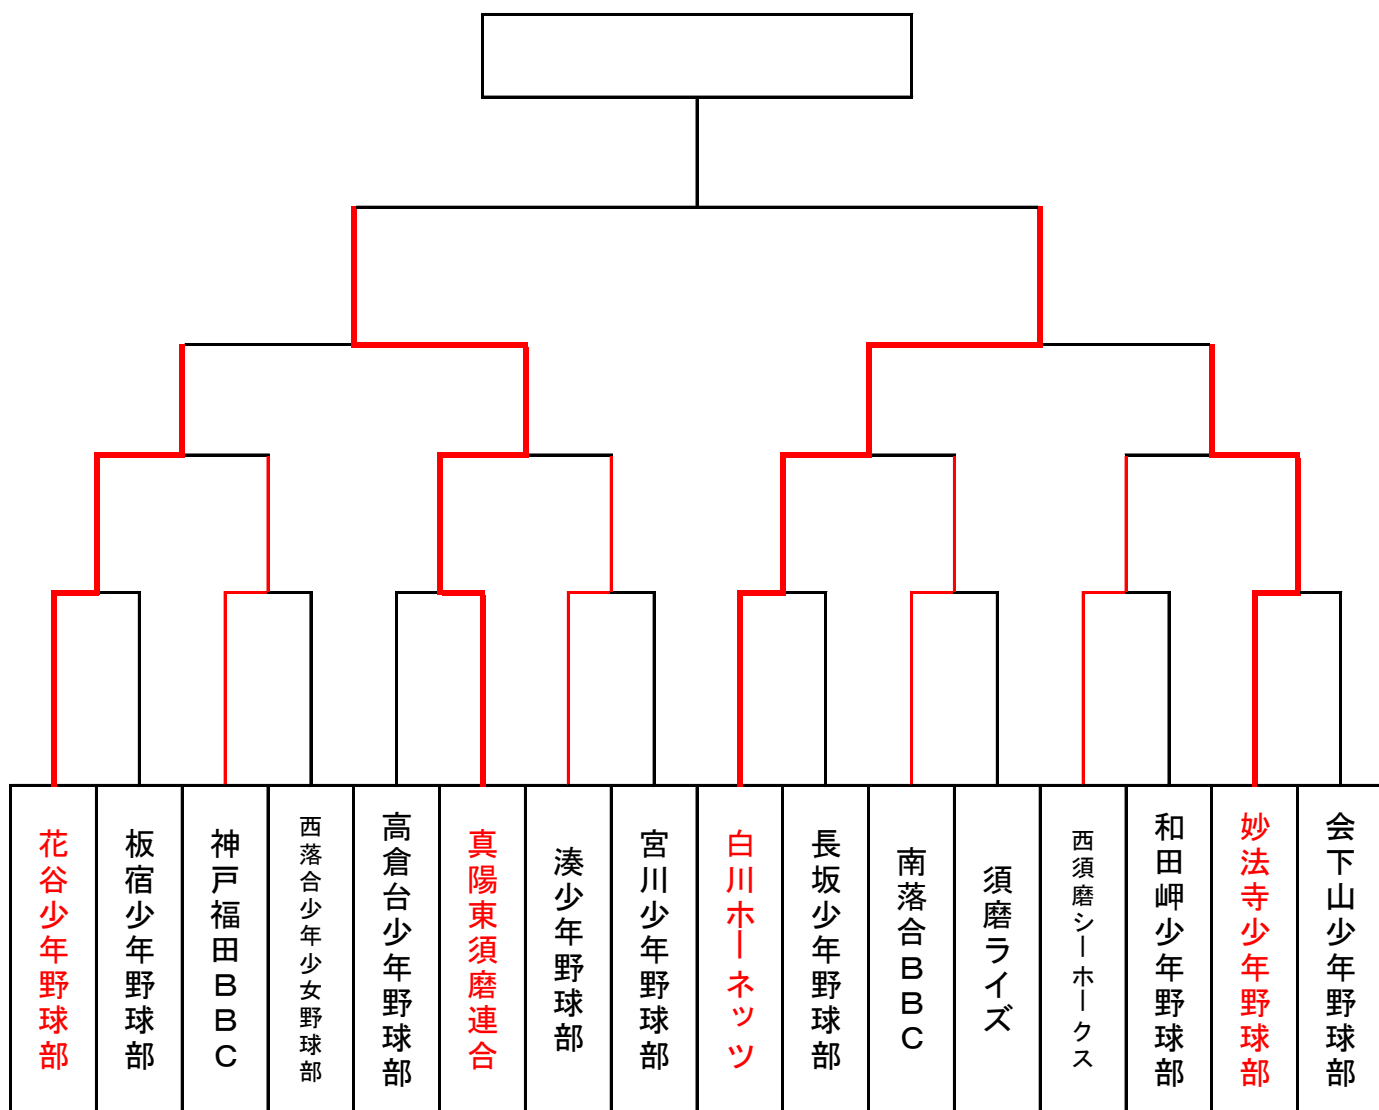 花谷少年野球部
板宿少年野球部
神戸福田ＢＢＣ
西落合少年少女野球部
高倉台少年野球部
真陽東須磨連合
湊少年野球部
宮川少年野球部
白川ホーネッツ
長坂少年野球部
南落合ＢＢＣ
須磨ライズ
西須磨シーホークス
和田岬少年野球部
妙法寺少年野球部
会下山少年野球部